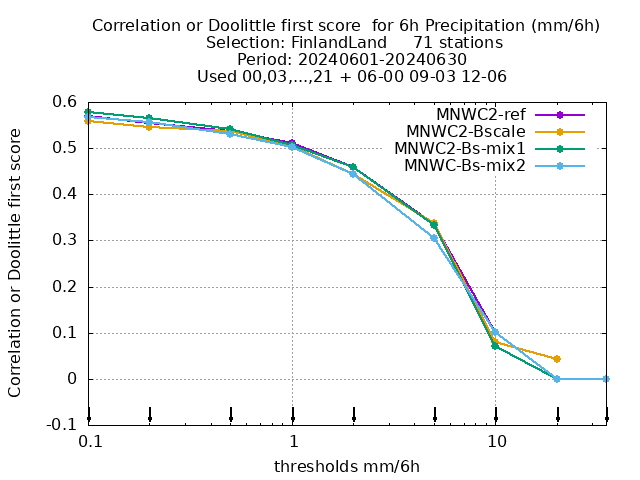 Correlation or Doolittle first score  for 6h Precipitation (mm/6h)
Selection: FinlandLand     71 stations
Period: 20240601-20240630
Used 00,03,...,21 + 06-00 09-03 12-06
MNWC2-ref
MNWC2-Bscale
MNWC2-Bs-mix1
MNWC-Bs-mix2
Correlation or Doolittle first score
0.6
0.5
0.4
0.3
0.2
0.1
0
-0.1
0.1
1
10
thresholds mm/6h